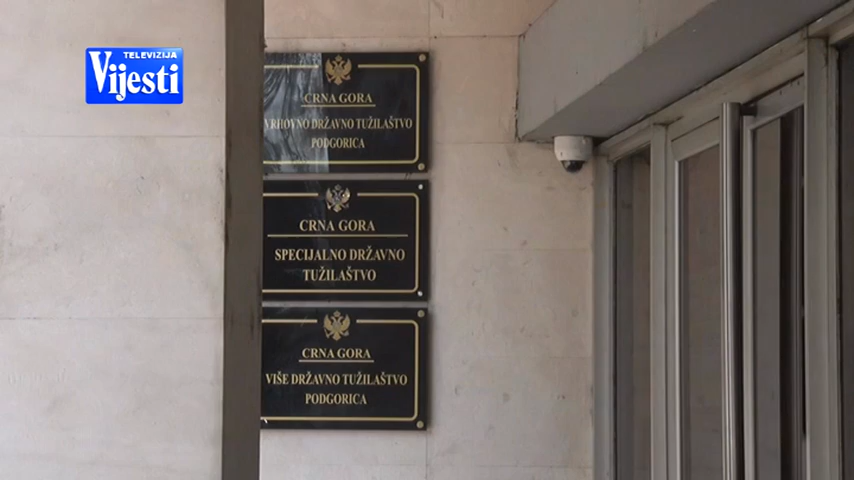 TELEVIZIJA
Vijesti
CRNA GORA
VRHOVNO DRŽAVNO TUŽILAŠTVO
PODGORICA
CRNA GORA
SPECIJALNO DRŽAVNO
TUŽILAŠTVO
CRNA GORA
VIŠE DRŽAVNO TUŽILAŠTVO
PODGORICA